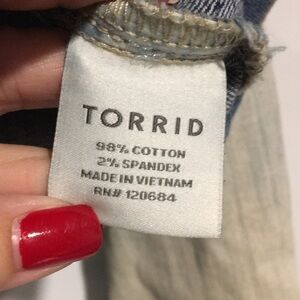 TORRID
98% COTTON
2% SPANDEX
MADE IN VIETNAM
RN# 120684